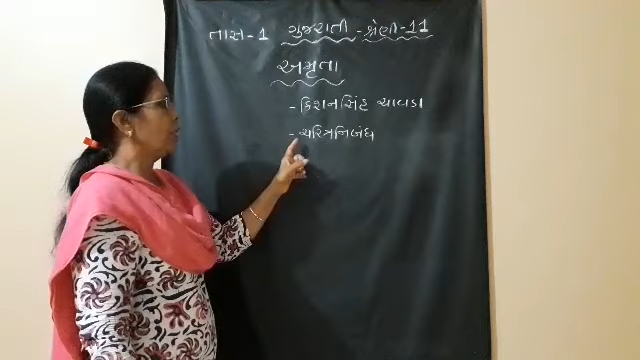 તાસ-1 ગુજરાતી - શ્રેણી-11
અમૃતા
- કિશનસિંહ ચાવડા
- ચરિત્રનિબંધ